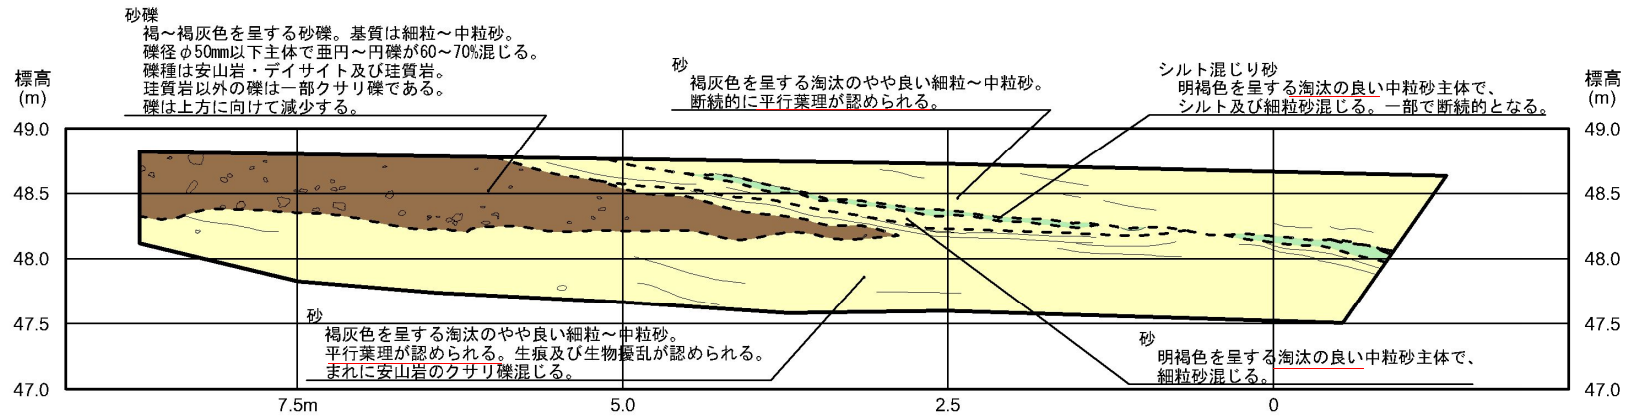 砂礫
褐～褐灰色を呈する砂礫。基質は細粒～中粒砂。
礫径φ50mm以下主体で亜円～円礫が60～70%混じる。
礫種は安山岩・デイサイト及び珪質岩。
珪質岩以外の礫は一部クサリ礫である。
礫は上方に向けて減少する。
砂
褐灰色を呈する淘汰のやや良い細粒～中粒砂。
断続的に平行葉理が認められる。
シルト混じり砂
明褐色を呈する淘汰の良い中粒砂主体で、
シルト及び細粒砂混じる。一部で断続的となる。
標高
(m)
49.0
48.5
48.0
47.5
47.0
標高
(m)
49.0
48.5
48.0
47.5
47.0
砂
褐灰色を呈する淘汰のやや良い細粒～中粒砂。
平行葉理が認められる。生痕及び生物擾乱が認められる。
まれに安山岩のクサリ礫混じる。
砂
明褐色を呈する淘汰の良い中粒砂主体で、
細粒砂混じる。
7.5m
5.0
2.5
0